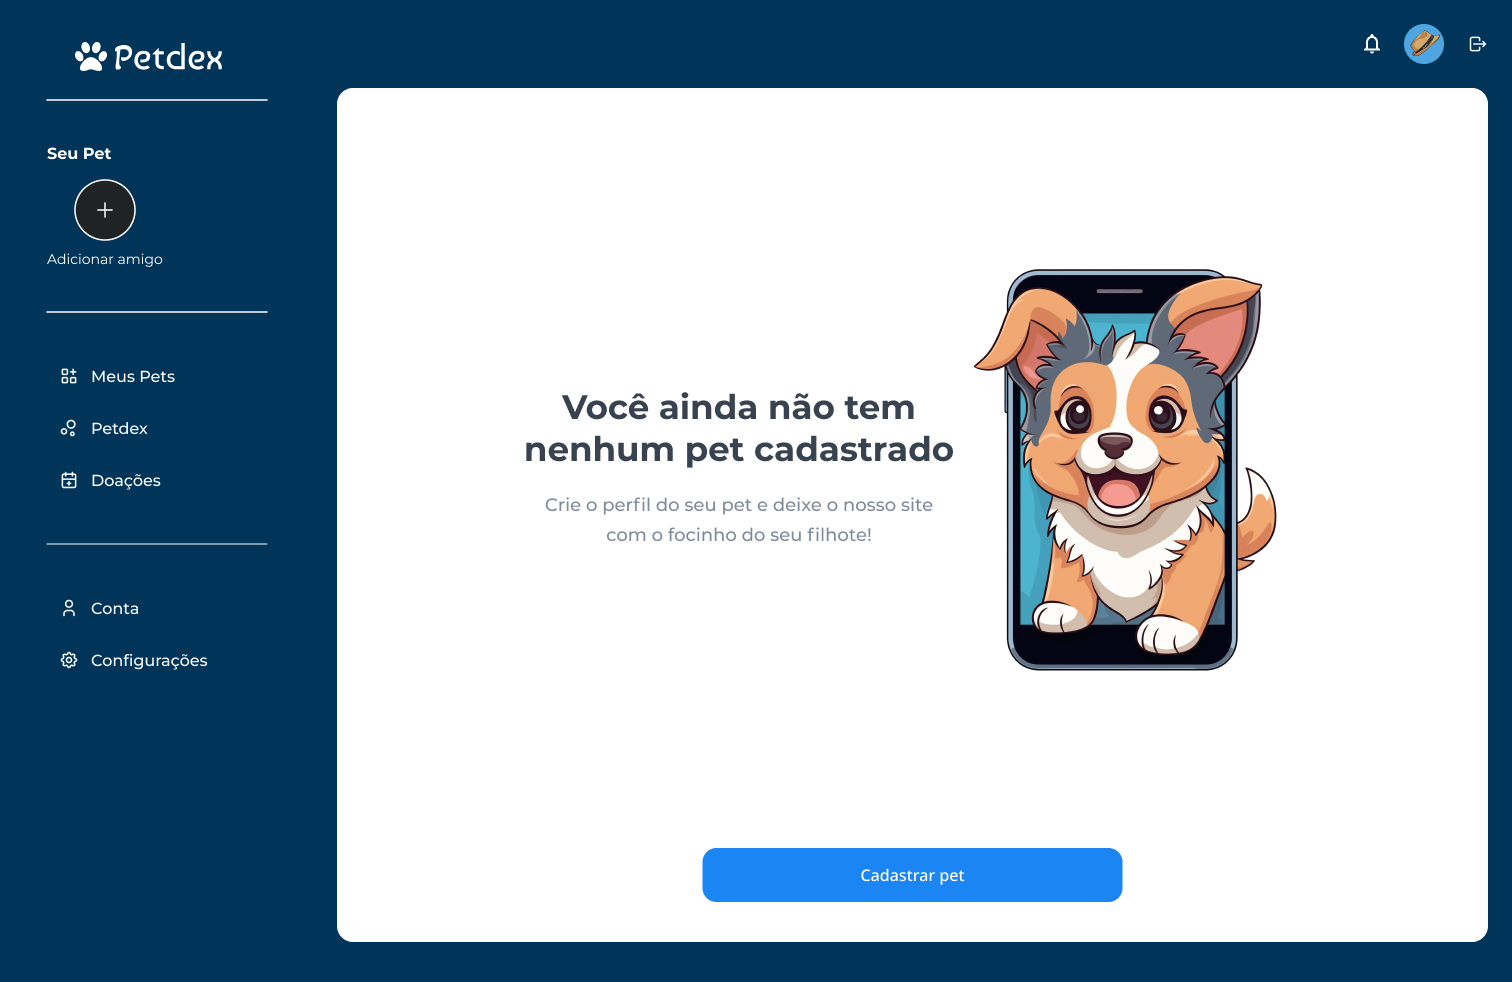 Petdex
Seu Pet
Adicionar amigo
Meus Pets
Petdex
Doações
Conta
Configurações
Você ainda não tem
nenhum pet cadastrado
Crie o perfil do seu pet e deixe o nosso site
com o focinho do seu filhote!
Cadastrar pet